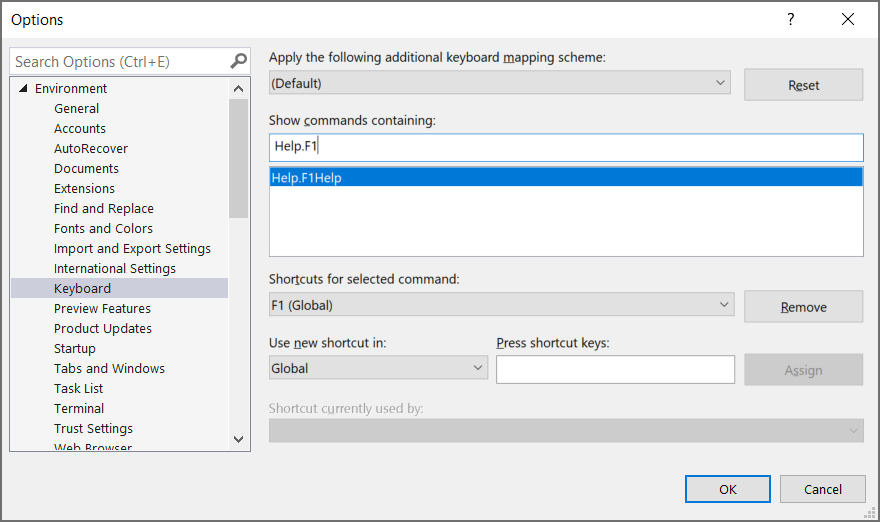 Options
?
Search Options (Ctrl+E)
Environment
General
Accounts
AutoRecover
Documents
Extensions
Find and Replace
Fonts and Colors
Import and Export Settings
International Settings
Keyboard
Preview Features
Product Updates
Startup
Tabs and Windows
Task List
Terminal
Trust Settings
Web Browser
Apply the following additional keyboard mapping scheme:
(Default)
Reset
Show commands containing:
Help.F1
Help.F1Help
Shortcuts for selected command:
F1 (Global)
Remove
Use new shortcut in:
Press shortcut keys:
Global
Assign
Shortcut currently used by:
OK
Cancel